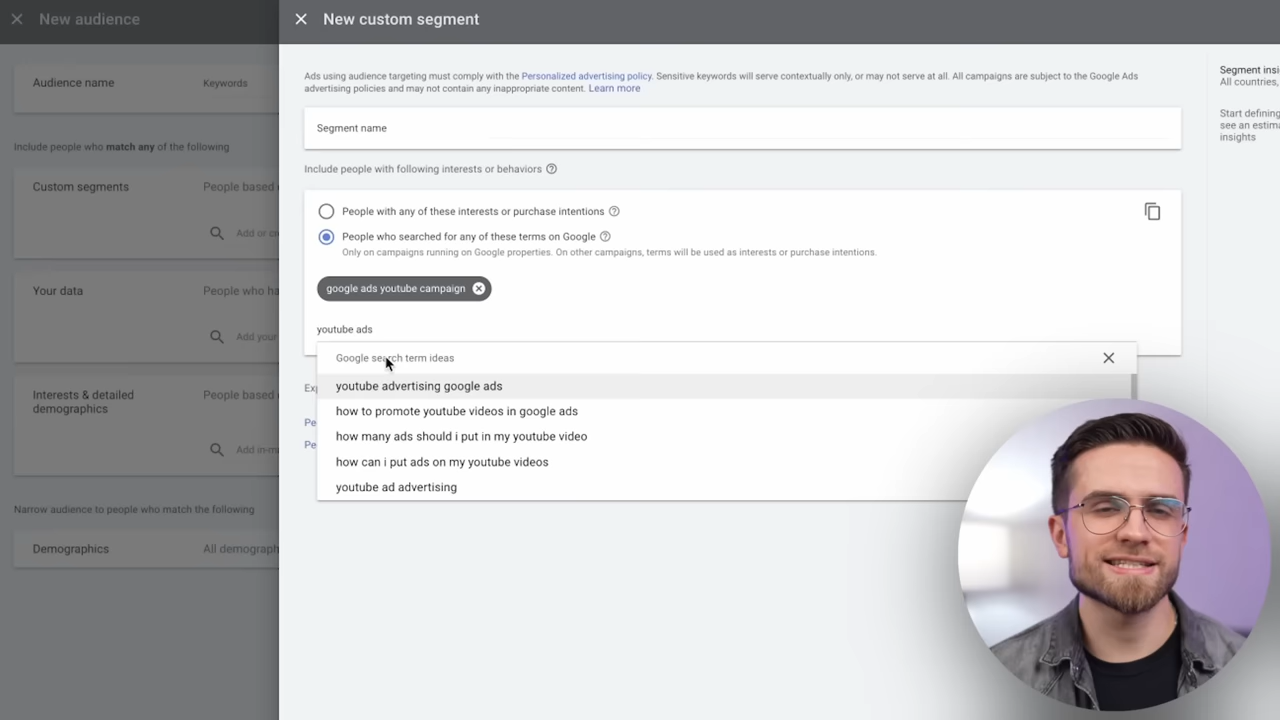 New audience
New custom segment
Audience name
Keywords
Include people who match any of the following
Custom segments
People based
Add or
Your data
People who ha
Add your
Interests & detailed
demographics
People based
Add in-m
Narrow audience to people who match the following
Demographics
All demograph
Ads using audience targeting must comply with the Personalized advertising policy. Sensitive keywords will serve contextually only, or may not serve at all. All campaigns are subject to the Google Ads
advertising policies and may not contain any inappropriate content. Learn more
Segment name
Include people with following interests or behaviors
People with any of these interests or purchase intentions
People who searched for any of these terms on Google
Only on campaigns running on Google properties. On other campaigns, terms will be used as interests or purchase intentions.
google ads youtube campaign
youtube ads
Google search term ideas
youtube advertising google ads
how to promote youtube videos in google ads
how many ads should i put in my youtube video
how can i put ads on my youtube videos
youtube ad advertising
Exp
Pe
Pe
Segment insi
All countries,
Start defining
see an estima
insights